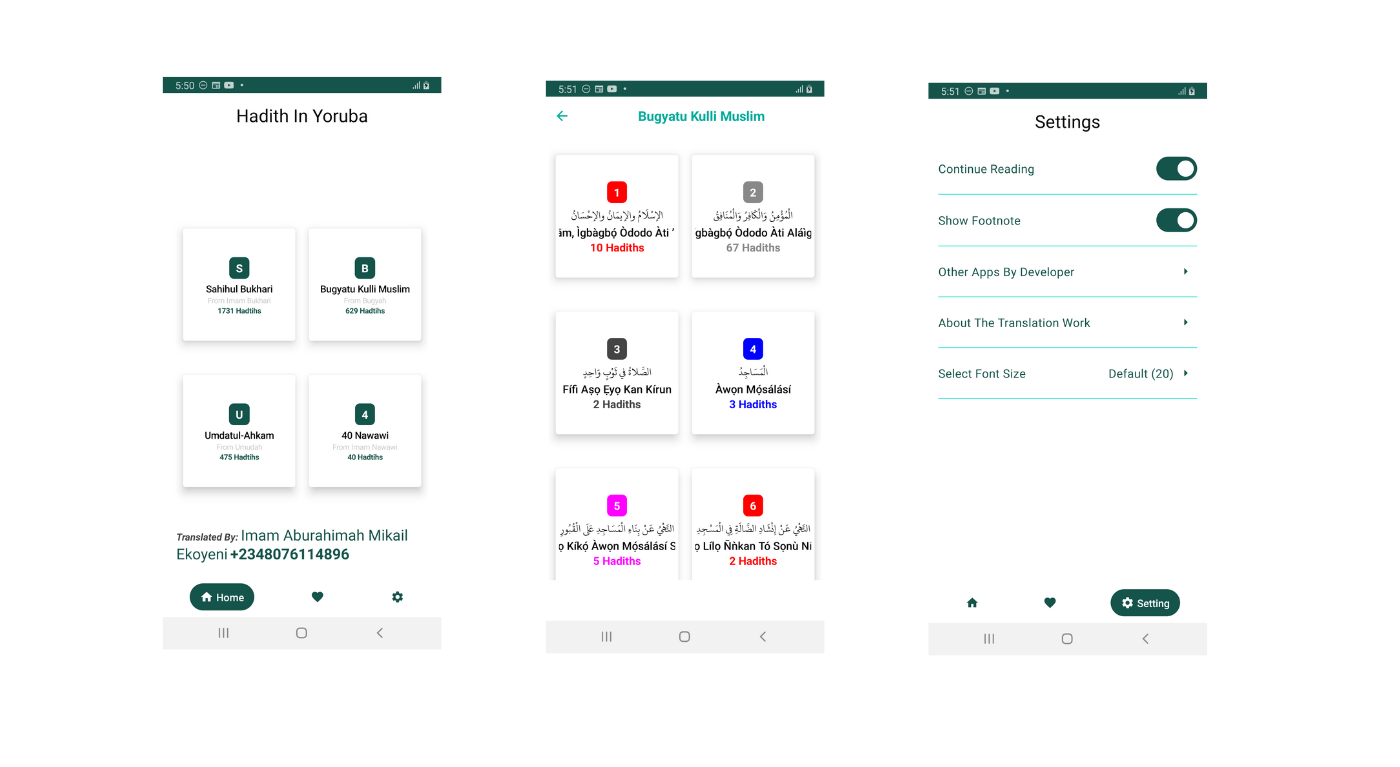 5:50
Hadith In Yoruba
S
Sahihul Bukhari
From Imam Bukhari
1731 Hadtihs
B
Bugyatu Kulli Muslim
From Bugyah
629 Hadtihs
U
Umdatul-Ahkam
From Umudah
475 Hadtihs
4
40 Nawawi
From Imam Nawawi
40 Hadtihs
Translated By: Imam Aburahimah Mikail
Ekoyeni +2348076114896
Home
5:51
Bugyatu Kulli Muslim
1
الإِسْلَامُ والإِيمَانُ والإِحْسَانُ
ìm, Ìgbàgbọ́ Òdodo Àti ‘
10 Hadiths
2
الْمُؤْمِنُ وَالْكَافِرُ وَالْمُنَافِقُ
gbàgbọ́ Òdodo Àti Aláìg
67 Hadiths
3
الصَّلَاةُ فِي ثَوْبٍ وَاحِدٍ
Fífi Aṣọ Ẹyọ Kan Kírun
2 Hadiths
4
الْمَسَاجِدُ
Àwọn Mọ́sálásí
3 Hadiths
5
النَّهْيُ عَنْ بِنَاءِ الْمَسَاجِدِ عَلَى الْقُبُورِ
ọ Kíkọ́ Àwọn Mọ́sálásí S
5 Hadiths
6
النَّهْيُ عَنْ إِنْشَادِ الضَّالَّةِ فِي الْمَسْجِدِ
ọ Lílọ Ñǹkan Tó Sọnù Ní
2 Hadiths
5:51
Settings
Continue Reading
Show Footnote
Other Apps By Developer
About The Translation Work
Select Font Size Default (20)
Setting